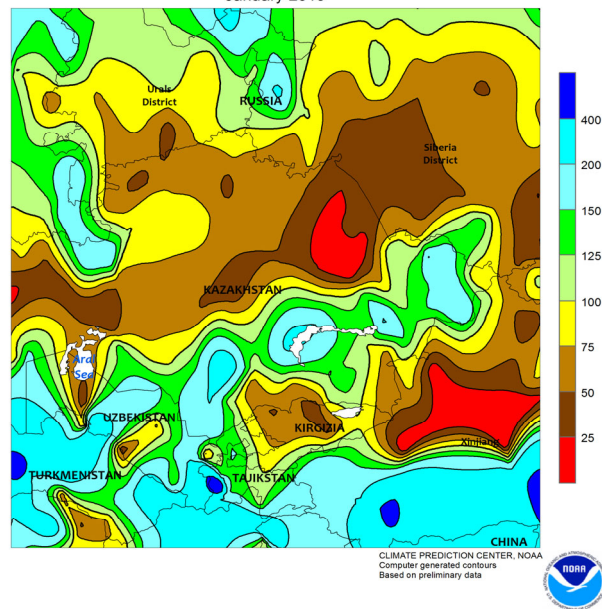 Urals
District
RUSSIA
Siberia
District
KAZAKHSTAN
Aral
Sea
UZBEKISTAN
KIRGIZIA
Xinjiang
TURKMENISTAN
TAJIKSTAN
CHINA
400
200
150
125
100
75
50
25
CLIMATE PREDICTION CENTER, NOAA
Computer generated contours
Based on preliminary data
NOAA